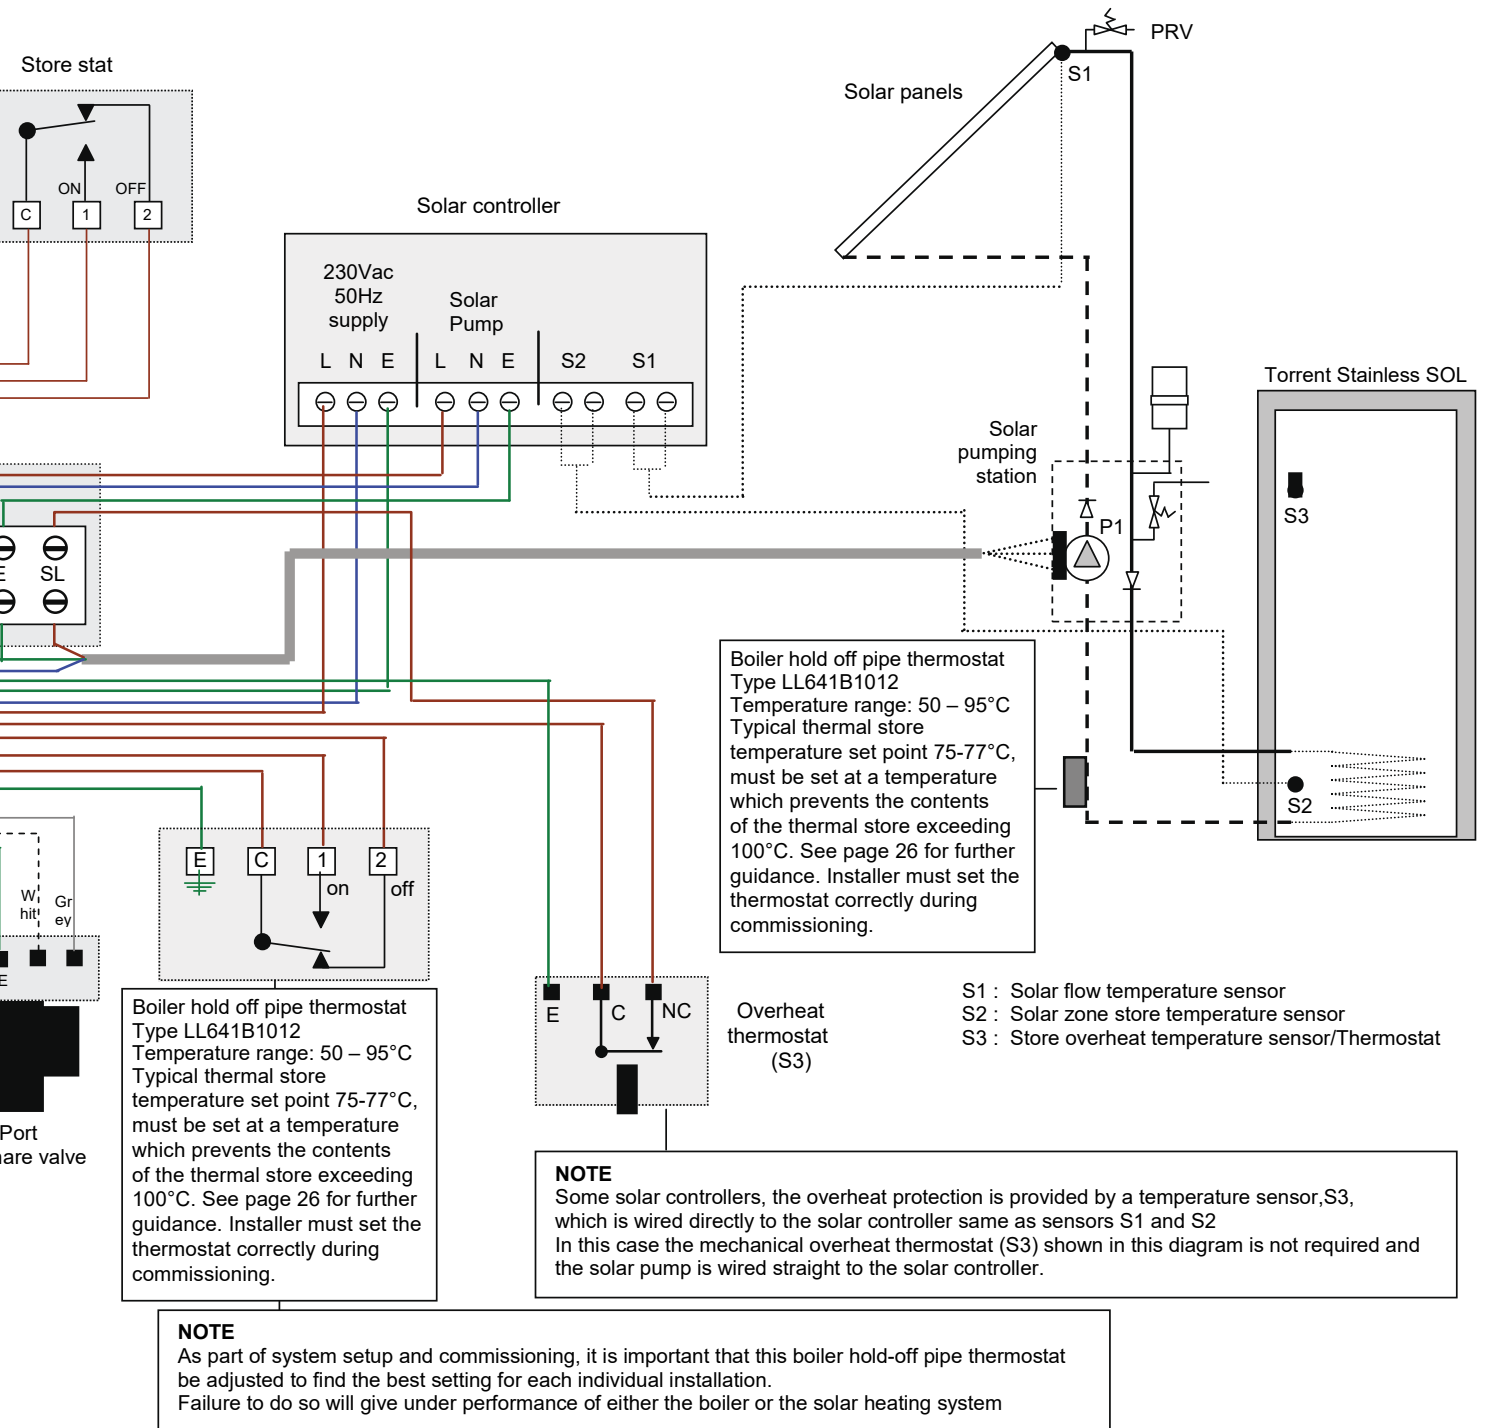 PRV
Store stat
S1
Solar panels
ON OFF
C 1 2
Solar controller
230Vac
50Hz
supply
Solar
Pump
L N E L N E S2 S1
Torrent Stainless SOL
Solar
pumping
station
S3
P1
E SL
Boiler hold off pipe thermostat
Type LL641B1012
Temperature range: 50 – 95°C
Typical thermal store
temperature set point 75-77°C,
must be set at a temperature
which prevents the contents
of the thermal store exceeding
100°C. See page 26 for further
guidance. Installer must set the
thermostat correctly during
commissioning.
S2
E C 1 2
on off
W
hit
Gr
ey
E
Boiler hold off pipe thermostat
Type LL641B1012
Temperature range: 50 – 95°C
Typical thermal store
temperature set point 75-77°C,
must be set at a temperature
which prevents the contents
of the thermal store exceeding
100°C. See page 26 for further
guidance. Installer must set the
thermostat correctly during
commissioning.
E C NC
Overheat
thermostat
(S3)
S1 : Solar flow temperature sensor
S2 : Solar zone store temperature sensor
S3 : Store overheat temperature sensor/Thermostat
Port
valve
NOTE
Some solar controllers, the overheat protection is provided by a temperature sensor,S3,
which is wired directly to the solar controller same as sensors S1 and S2
In this case the mechanical overheat thermostat (S3) shown in this diagram is not required and
the solar pump is wired straight to the solar controller.
NOTE
As part of system setup and commissioning, it is important that this boiler hold-off pipe thermostat
be adjusted to find the best setting for each individual installation.
Failure to do so will give under performance of either the boiler or the solar heating system